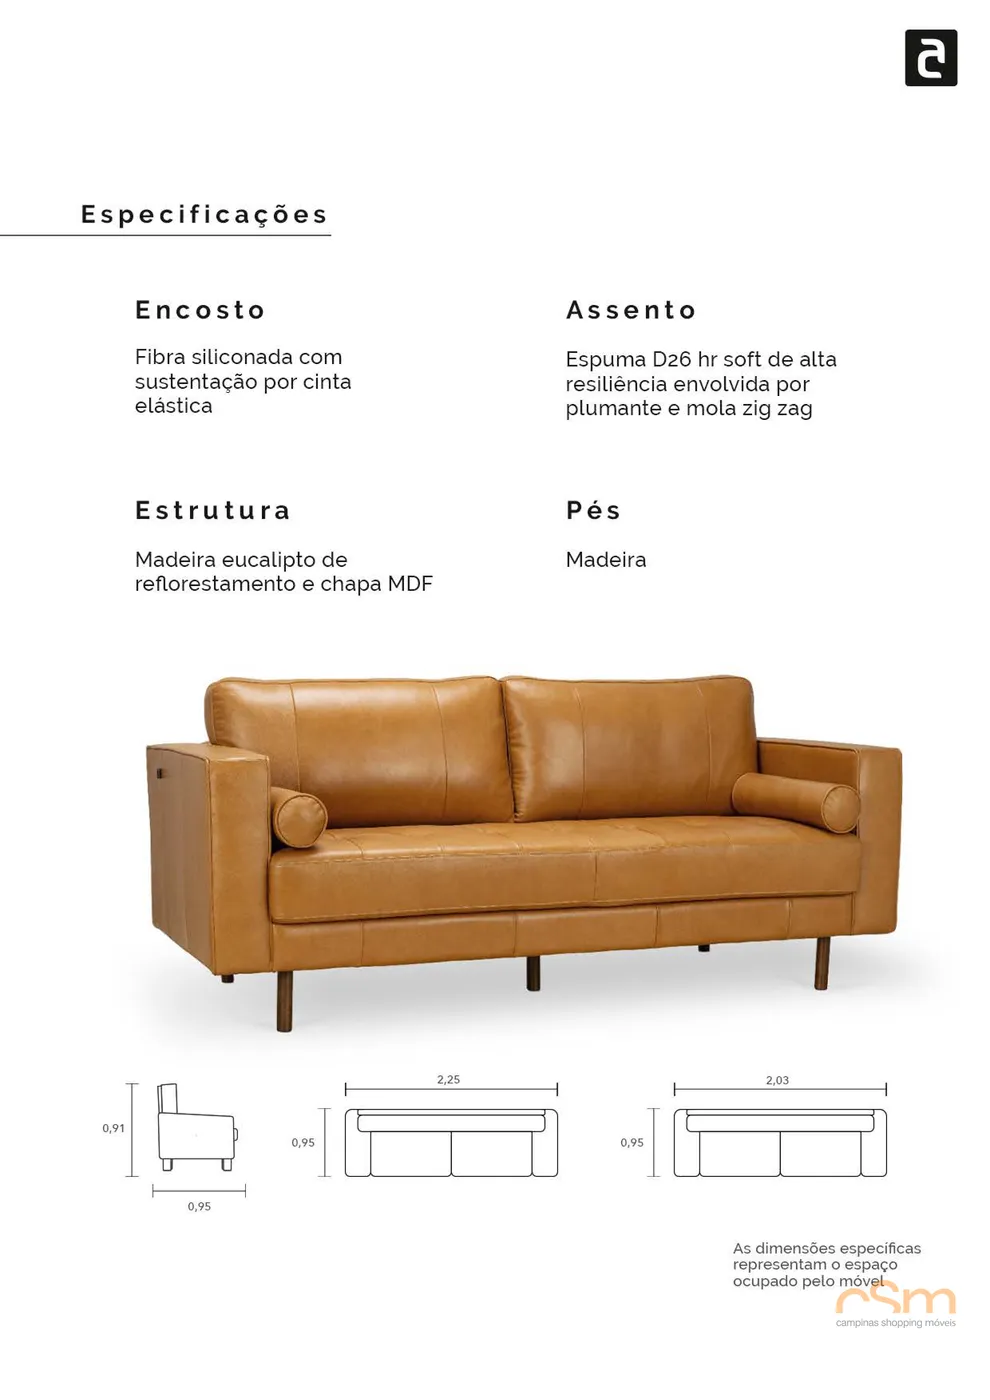 Especificações
Encosto
Fibra siliconada com
sustentação por cinta
elástica
Assento
Espuma D26 hr soft de alta
resiliência envolvida por
plumante e mola zig zag
Estrutura
Madeira eucalipto de
reflorestamento e chapa MDF
Pés
Madeira
0,91
0,95
2,25
0,95
2,03
0,95
As dimensões específicas
representam o espaço
ocupado pelo móvel
rsm
campinas shopping móveis